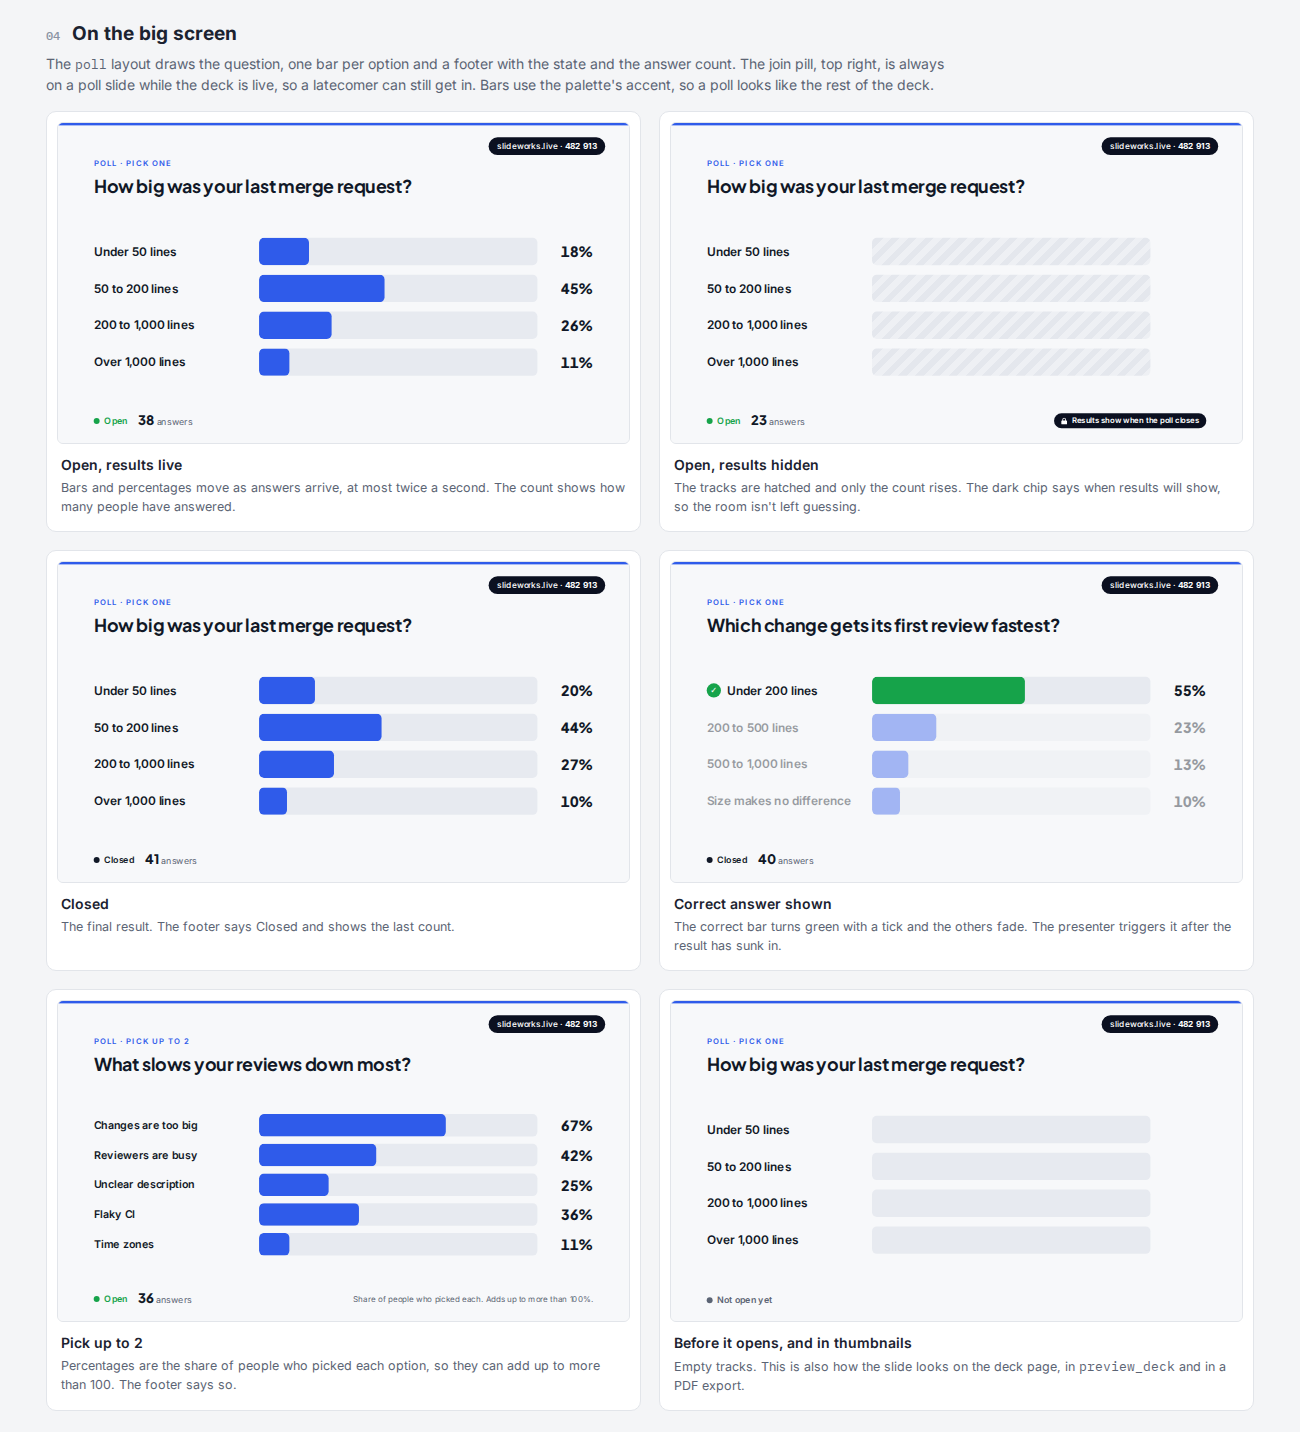 04 On the big screen
The poll layout draws the question, one bar per option and a footer with the state and the answer count. The join pill, top right, is always
on a poll slide while the deck is live, so a latecomer can still get in. Bars use the palette's accent, so a poll looks like the rest of the deck.
slideworks.live · 482 913
POLL · PICK ONE
How big was your last merge request?
Under 50 lines 18%
50 to 200 lines 45%
200 to 1,000 lines 26%
Over 1,000 lines 11%
Open 38 answers
Open, results live
Bars and percentages move as answers arrive, at most twice a second. The count shows how
many people have answered.
slideworks.live · 482 913
POLL · PICK ONE
How big was your last merge request?
Under 50 lines
50 to 200 lines
200 to 1,000 lines
Over 1,000 lines
Open 23 answers Results show when the poll closes
Open, results hidden
The tracks are hatched and only the count rises. The dark chip says when results will show,
so the room isn't left guessing.
slideworks.live · 482 913
POLL · PICK ONE
How big was your last merge request?
Under 50 lines 20%
50 to 200 lines 44%
200 to 1,000 lines 27%
Over 1,000 lines 10%
Closed 41 answers
Closed
The final result. The footer says Closed and shows the last count.
slideworks.live · 482 913
POLL · PICK ONE
Which change gets its first review fastest?
Under 200 lines 55%
200 to 500 lines 23%
500 to 1,000 lines 13%
Size makes no difference 10%
Closed 40 answers
Correct answer shown
The correct bar turns green with a tick and the others fade. The presenter triggers it after the
result has sunk in.
slideworks.live · 482 913
POLL · PICK UP TO 2
What slows your reviews down most?
Changes are too big 67%
Reviewers are busy 42%
Unclear description 25%
Flaky CI 36%
Time zones 11%
Open 36 answers Share of people who picked each. Adds up to more than 100%.
Pick up to 2
Percentages are the share of people who picked each option, so they can add up to more
than 100. The footer says so.
slideworks.live · 482 913
POLL · PICK ONE
How big was your last merge request?
Under 50 lines
50 to 200 lines
200 to 1,000 lines
Over 1,000 lines
Not open yet
Before it opens, and in thumbnails
Empty tracks. This is also how the slide looks on the deck page, in preview_deck and in a
PDF export.